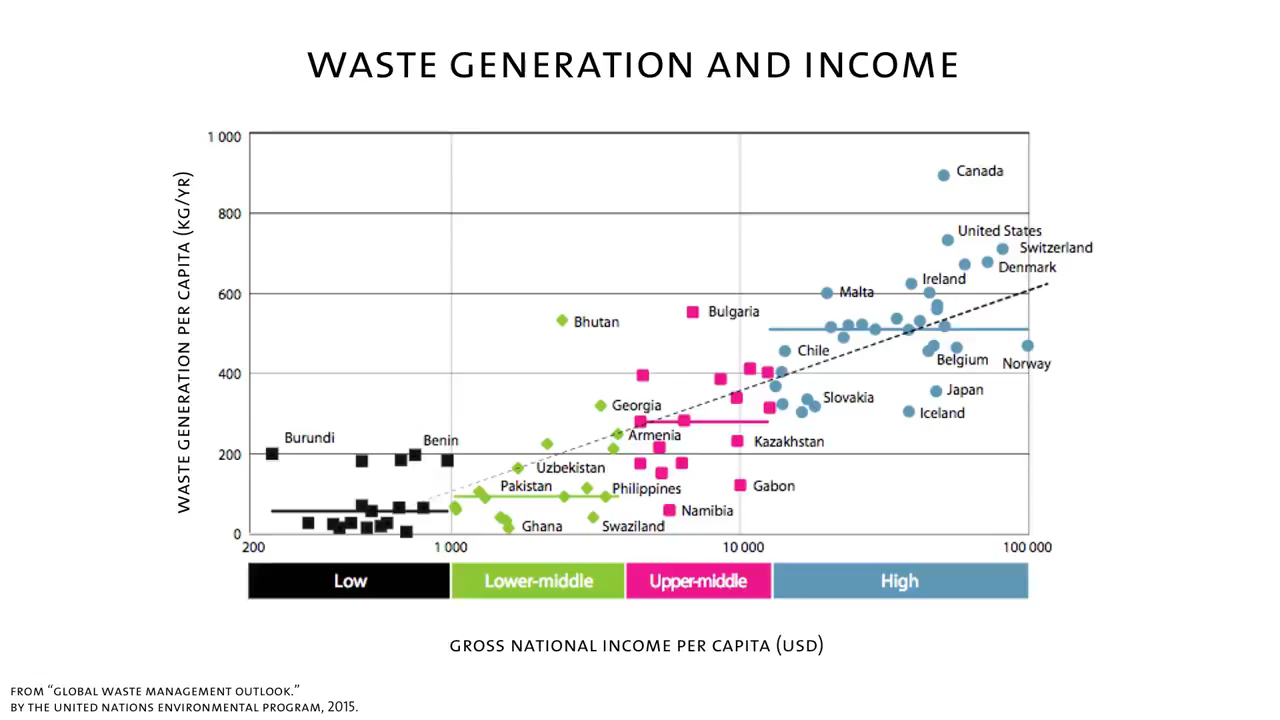 WASTE GENERATION AND INCOME
WASTE GENERATION PER CAPITA (KG/YR)
1 000
800
600
400
200
0
Canada
United States
Switzerland
Denmark
Ireland
Malta
Bulgaria
Bhutan
Chile
Belgium
Norway
Japan
Slovakia
Iceland
Georgia
Armenia
Kazakhstan
Burundi
Benin
Uzbekistan
Pakistan
Philippines
Gabon
Namibia
Ghana
Swaziland
200
1 000
10 000
100 000
Low
Lower-middle
Upper-middle
High
GROSS NATIONAL INCOME PER CAPITA (USD)
FROM “GLOBAL WASTE MANAGEMENT OUTLOOK.”
BY THE UNITED NATIONS ENVIRONMENTAL PROGRAM, 2015.